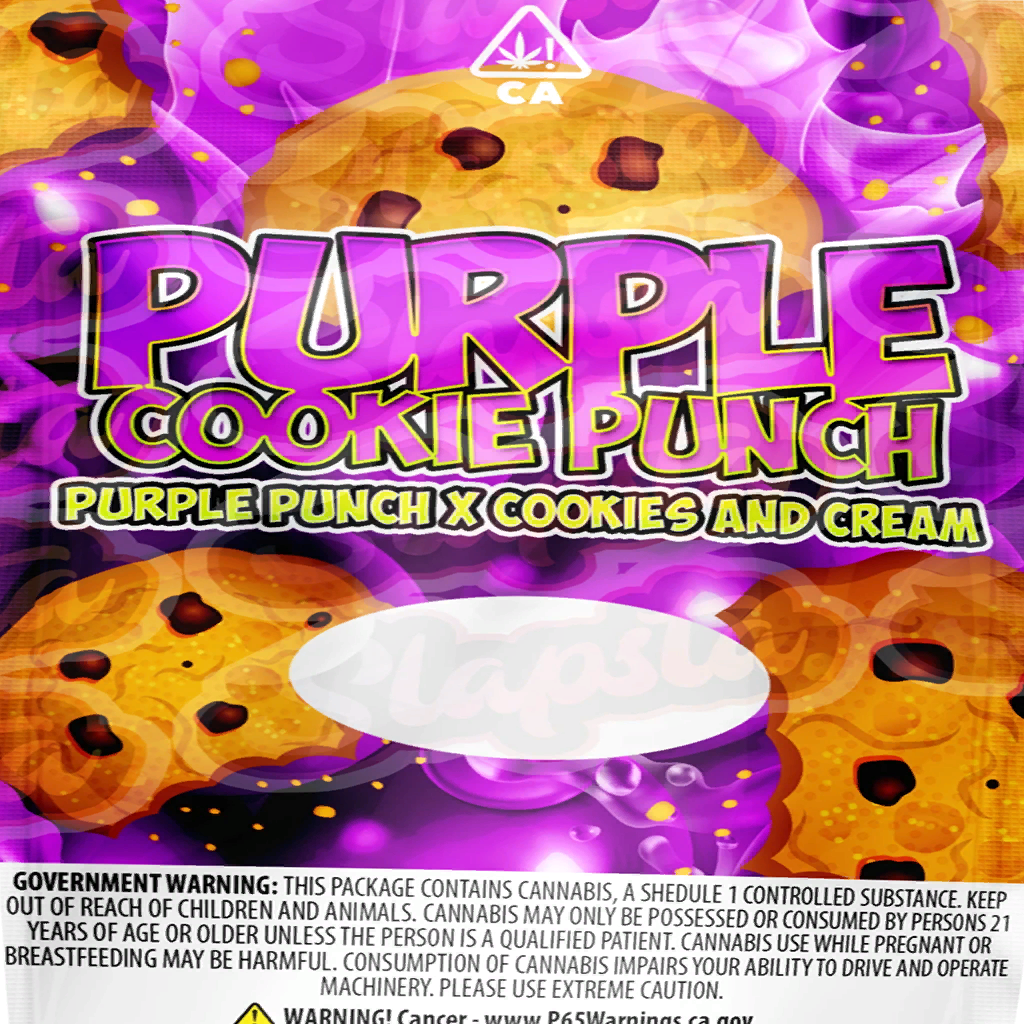 CA
PURPLE
COOKIE PUNCH
PURPLE PUNCH X COOKIES AND CREAM
Slapsta
GOVERNMENT WARNING: THIS PACKAGE CONTAINS CANNABIS, A SHEDULE 1 CONTROLLED SUBSTANCE. KEEP
OUT OF REACH OF CHILDREN AND ANIMALS. CANNABIS MAY ONLY BE POSSESSED OR CONSUMED BY PERSONS 21
YEARS OF AGE OR OLDER UNLESS THE PERSON IS A QUALIFIED PATIENT. CANNABIS USE WHILE PREGNANT OR
BREASTFEEDING MAY BE HARMFUL. CONSUMPTION OF CANNABIS IMPAIRS YOUR ABILITY TO DRIVE AND OPERATE
MACHINERY. PLEASE USE EXTREME CAUTION.
WARNING! Cancer - www.P65Warnings.ca.gov